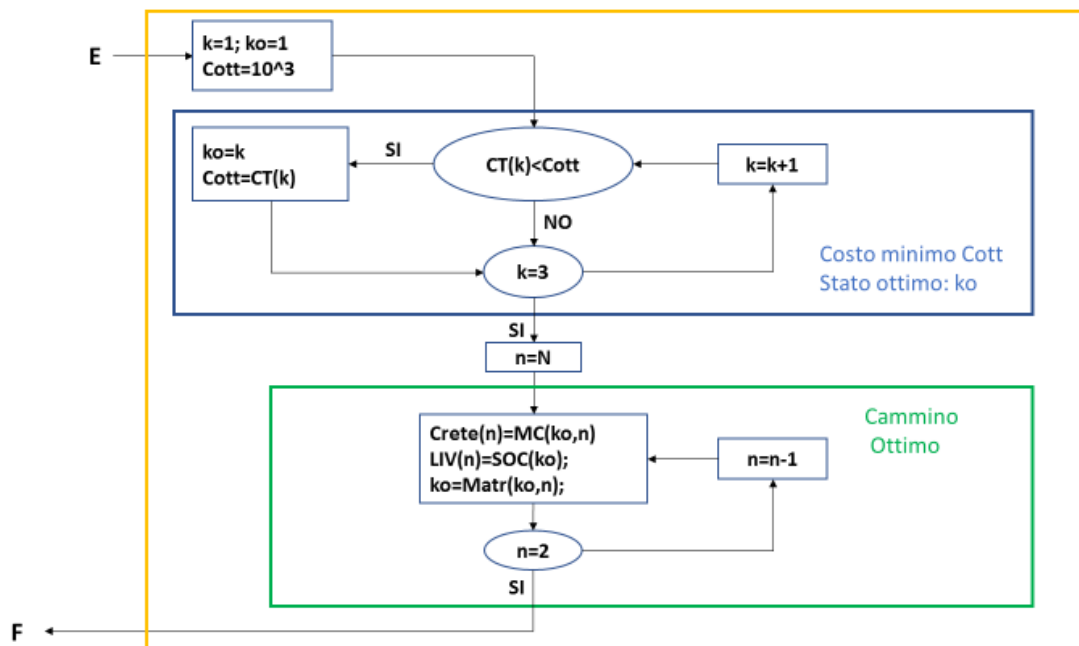 E
k=1; ko=1
Cott=10^3
ko=k
Cott=CT(k)
SI
CT(k)<Cott
k=k+1
NO
k=3
Costo minimo Cott
Stato ottimo: ko
SI
n=N
Cammino
Ottimo
Crete(n)=MC(ko,n)
LIV(n)=SOC(ko);
ko=Matr(ko,n);
n=n-1
n=2
SI
F